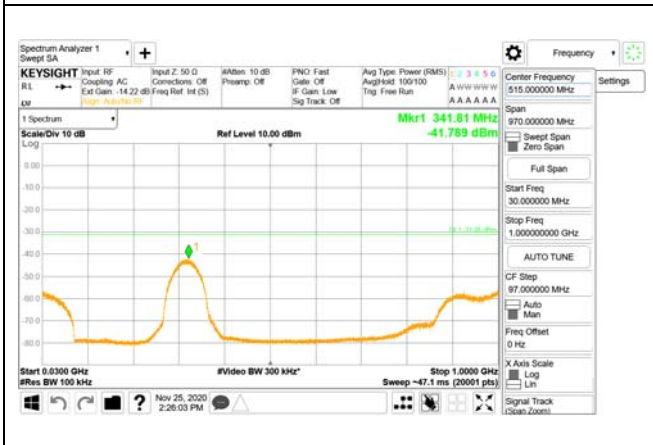 Spectrum Analyzer 1
Swept SA
+
Frequency
KEYSIGHT
Input: RF
Coupling: AC
Ext Gain: -14.22 dB
Align: Auto/No RF
Input Z: 50 Ω
Corrections: Off
Freq Ref: Int (S)
#Atten: 10 dB
Preamp: Off
PNO: Fast
Gate: Off
IF Gain: Low
Sig Track: Off
Avg Type: Power (RMS)
Avg|Hold: 100/100
Trig: Free Run
1 2 3 4 5 6
A W W W W W
A A A A A A
RL
1 Spectrum
Scale/Div 10 dB
Ref Level 10.00 dBm
Mkr1 341.81 MHz
-41.789 dBm
Log
0.00
-10.0
-20.0
-30.0
-40.0
-50.0
-60.0
-70.0
-80.0
1
Start 0.0300 GHz
#Res BW 100 kHz
#Video BW 300 kHz*
Stop 1.0000 GHz
Sweep ~47.1 ms (20001 pts)
Center Frequency
515.000000 MHz
Settings
Span
970.000000 MHz
Swept Span
Zero Span
Full Span
Start Freq
30.000000 MHz
Stop Freq
1.000000000 GHz
AUTO TUNE
CF Step
97.000000 MHz
Auto
Man
Freq Offset
0 Hz
X Axis Scale
Log
Lin
Signal Track
(Span Zoom)
?
Nov 25, 2020
2:26:03 PM